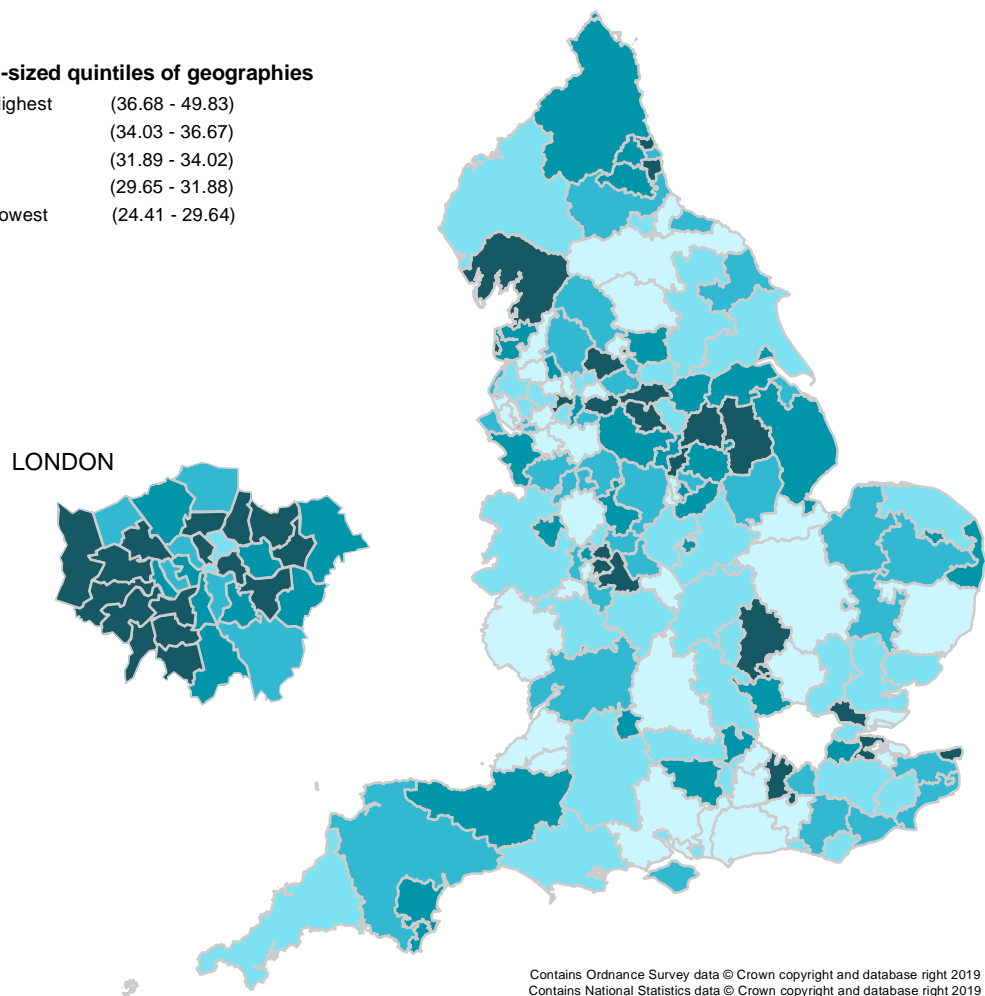 -sized quintiles of geographies
ighest (36.68 - 49.83)
(34.03 - 36.67)
(31.89 - 34.02)
(29.65 - 31.88)
owest (24.41 - 29.64)
LONDON
Contains Ordnance Survey data © Crown copyright and database right 2019
Contains National Statistics data © Crown copyright and database right 2019